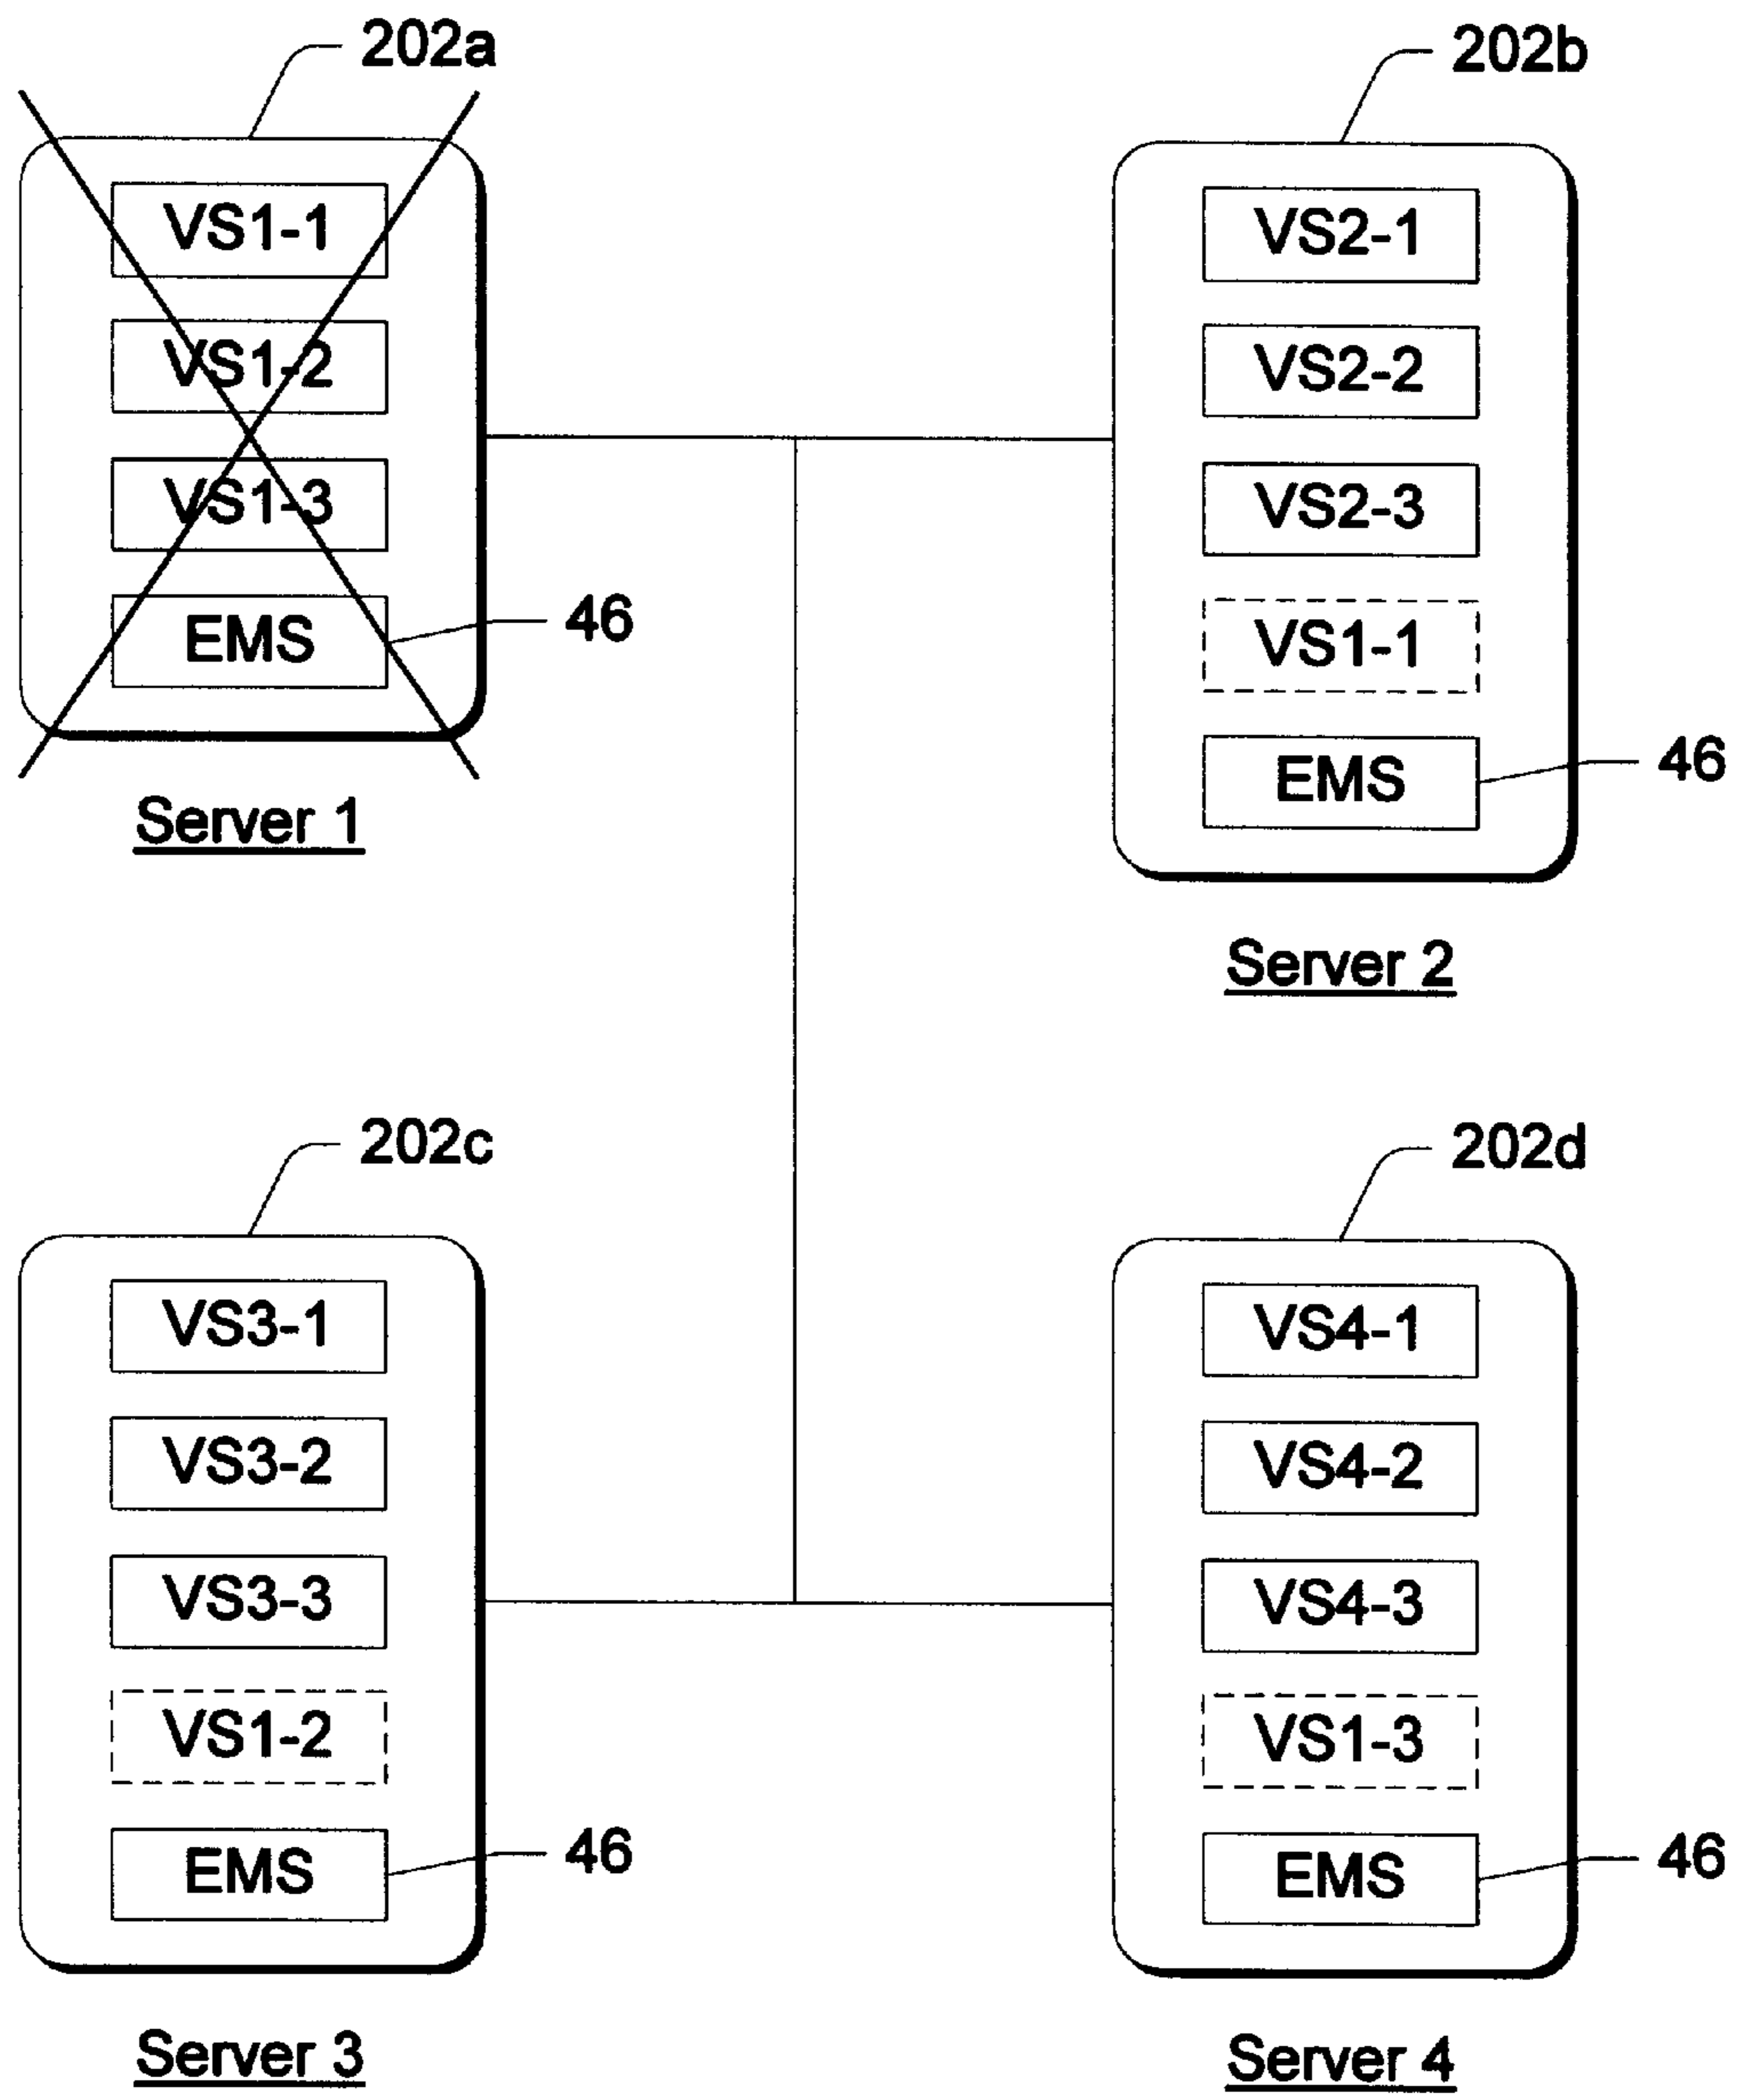 202a
VS1-1
VS1-2
VS1-3
EMS
46
Server 1
202b
VS2-1
VS2-2
VS2-3
VS1-1
EMS
46
Server 2
202c
VS3-1
VS3-2
VS3-3
VS1-2
EMS
46
Server 3
202d
VS4-1
VS4-2
VS4-3
VS1-3
EMS
46
Server 4